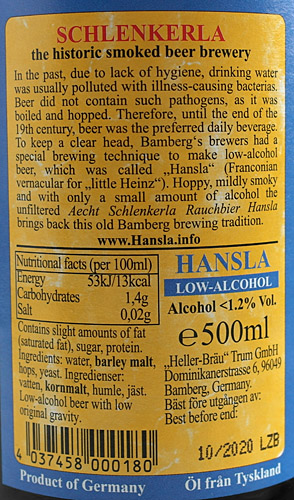 SCHLENKERLA
the historic smoked beer brewery
In the past, due to lack of hygiene, drinking water
was usually polluted with illness-causing bacterias.
Beer did not contain such pathogens, as it was
boiled and hopped. Therefore, until the end of the
19th century, beer was the preferred daily beverage.
To keep a clear head, Bamberg's brewers had a
special brewing technique to make low-alcohol
beer, which was called „Hansla" (Franconian
vernacular for „little Heinz"). Hoppy, mildly smoky
and with only a small amount of alcohol the
unfiltered Aecht Schlenkerla Rauchbier Hansla
brings back this old Bamberg brewing tradition.
www.Hansla.info
Nutritional facts (per 100ml)
Energy 53kJ/13kcal
Carbohydrates 1,4g
Salt 0,02g
Contains slight amounts of fat
(saturated fat), sugar, protein.
Ingredients: water, barley malt,
hops, yeast. Ingredienser:
vatten, kornmalt, humle, jäst.
Low-alcohol beer with low
original gravity.
4 037458 000180
Product of Germany
HANSLA
LOW-ALCOHOL
Alcohol <1.2% Vol.
℮500ml
„Heller-Bräu" Trum GmbH
Dominikanerstrasse 6, 96049
Bamberg, Germany.
Bäst före utgången av:
Best before end:
10/2020 LZB
Öl från Tyskland